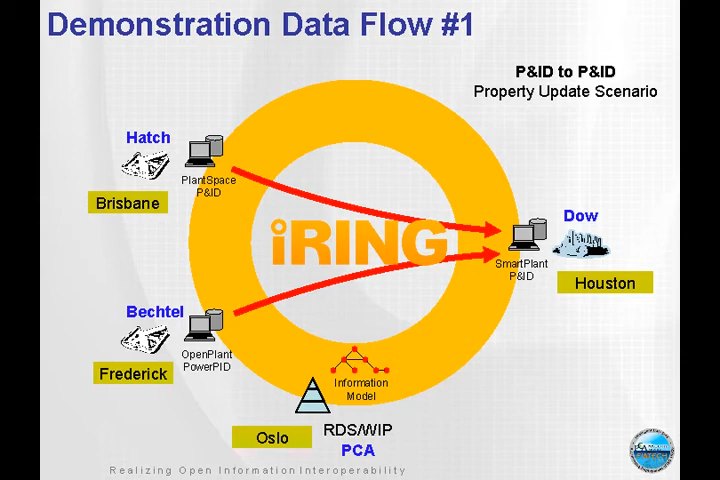 Demonstration Data Flow #1
P&ID to P&ID
Property Update Scenario
Hatch
PlantSpace
P&ID
Brisbane
iRING
Dow
SmartPlant
P&ID
Houston
Bechtel
OpenPlant
PowerPID
Frederick
Information
Model
RDS/WIP
Oslo
PCA
Realizing Open Information Interoperability